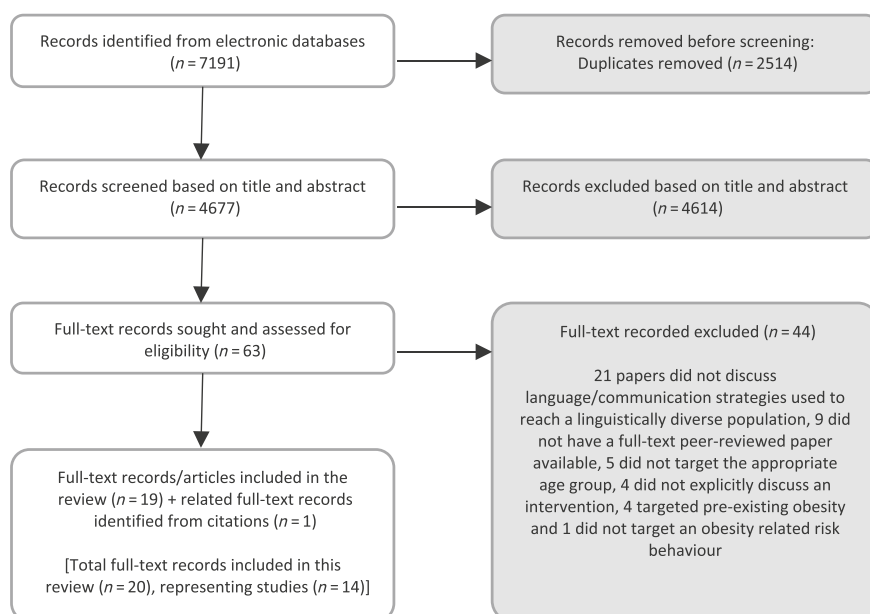 Records identified from electronic databases
(n = 7191)
Records removed before screening:
Duplicates removed (n = 2514)
Records screened based on title and abstract
(n = 4677)
Records excluded based on title and abstract
(n = 4614)
Full-text records sought and assessed for
eligibility (n = 63)
Full-text recorded excluded (n = 44)
21 papers did not discuss
language/communication strategies used to
reach a linguistically diverse population, 9 did
not have a full-text peer-reviewed paper
available, 5 did not target the appropriate
age group, 4 did not explicitly discuss an
intervention, 4 targeted pre-existing obesity
and 1 did not target an obesity related risk
behaviour
Full-text records/articles included in the
review (n = 19) + related full-text records
identified from citations (n = 1)
[Total full-text records included in this
review (n = 20), representing studies (n = 14)]